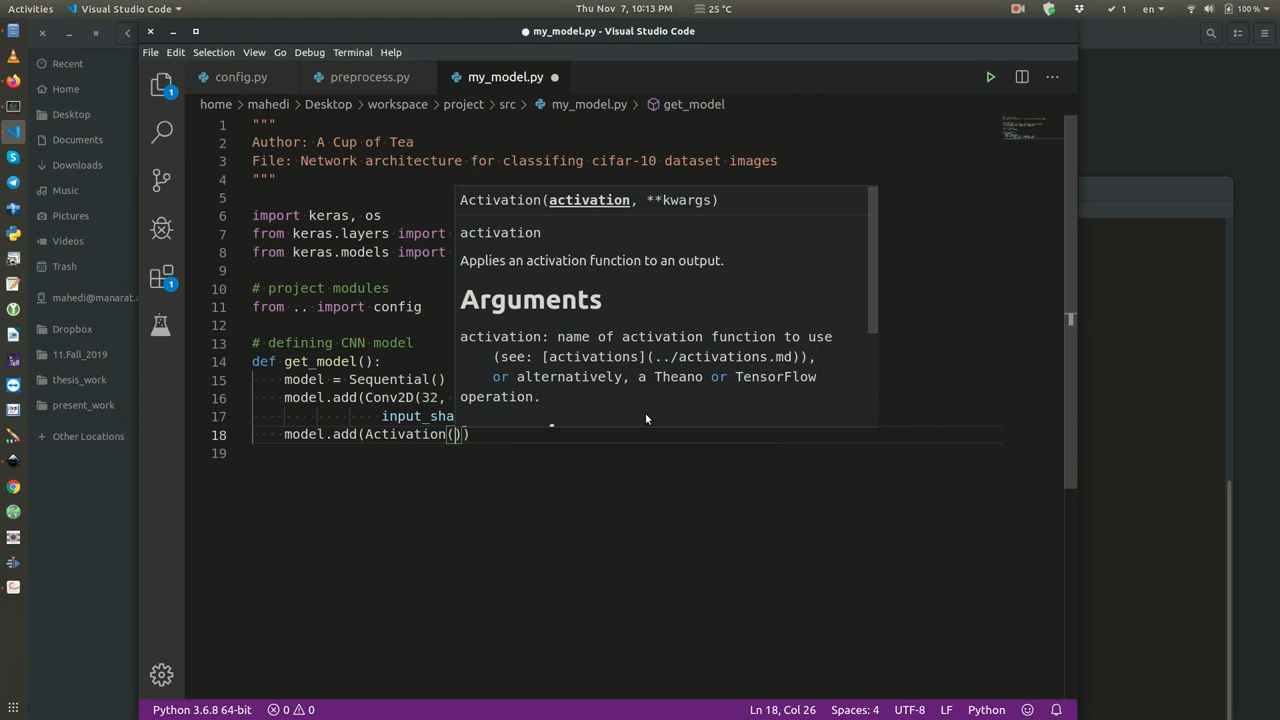 Activities
Visual Studio Code
Thu Nov 7, 10:13 PM
25 °C
1
en
100 %
my_model.py - Visual Studio Code
File Edit Selection View Go Debug Terminal Help
config.py
preprocess.py
my_model.py
home > mahedi > Desktop > workspace > project > src > my_model.py > get_model
Recent
Home
Desktop
Documents
Downloads
Music
Pictures
Videos
Trash
mahedi@manarat.
Dropbox
11.Fall_2019
thesis_work
present_work
Other Locations
1
1
1 """
2 Author: A Cup of Tea
3 File: Network architecture for classifing cifar-10 dataset images
4 """
5
6 import keras, os
7 from keras.layers import
8 from keras.models import
9
10 # project modules
11 from .. import config
12
13 # defining CNN model
14 def get_model():
15 model = Sequential()
16 model.add(Conv2D(32,
17 input_sha
18 model.add(Activation())
19
Activation(activation, **kwargs)
activation
Applies an activation function to an output.
Arguments
activation: name of activation function to use
(see: [activations](../activations.md)),
or alternatively, a Theano or TensorFlow
operation.
Python 3.6.8 64-bit
0 0
Ln 18, Col 26
Spaces: 4
UTF-8
LF
Python